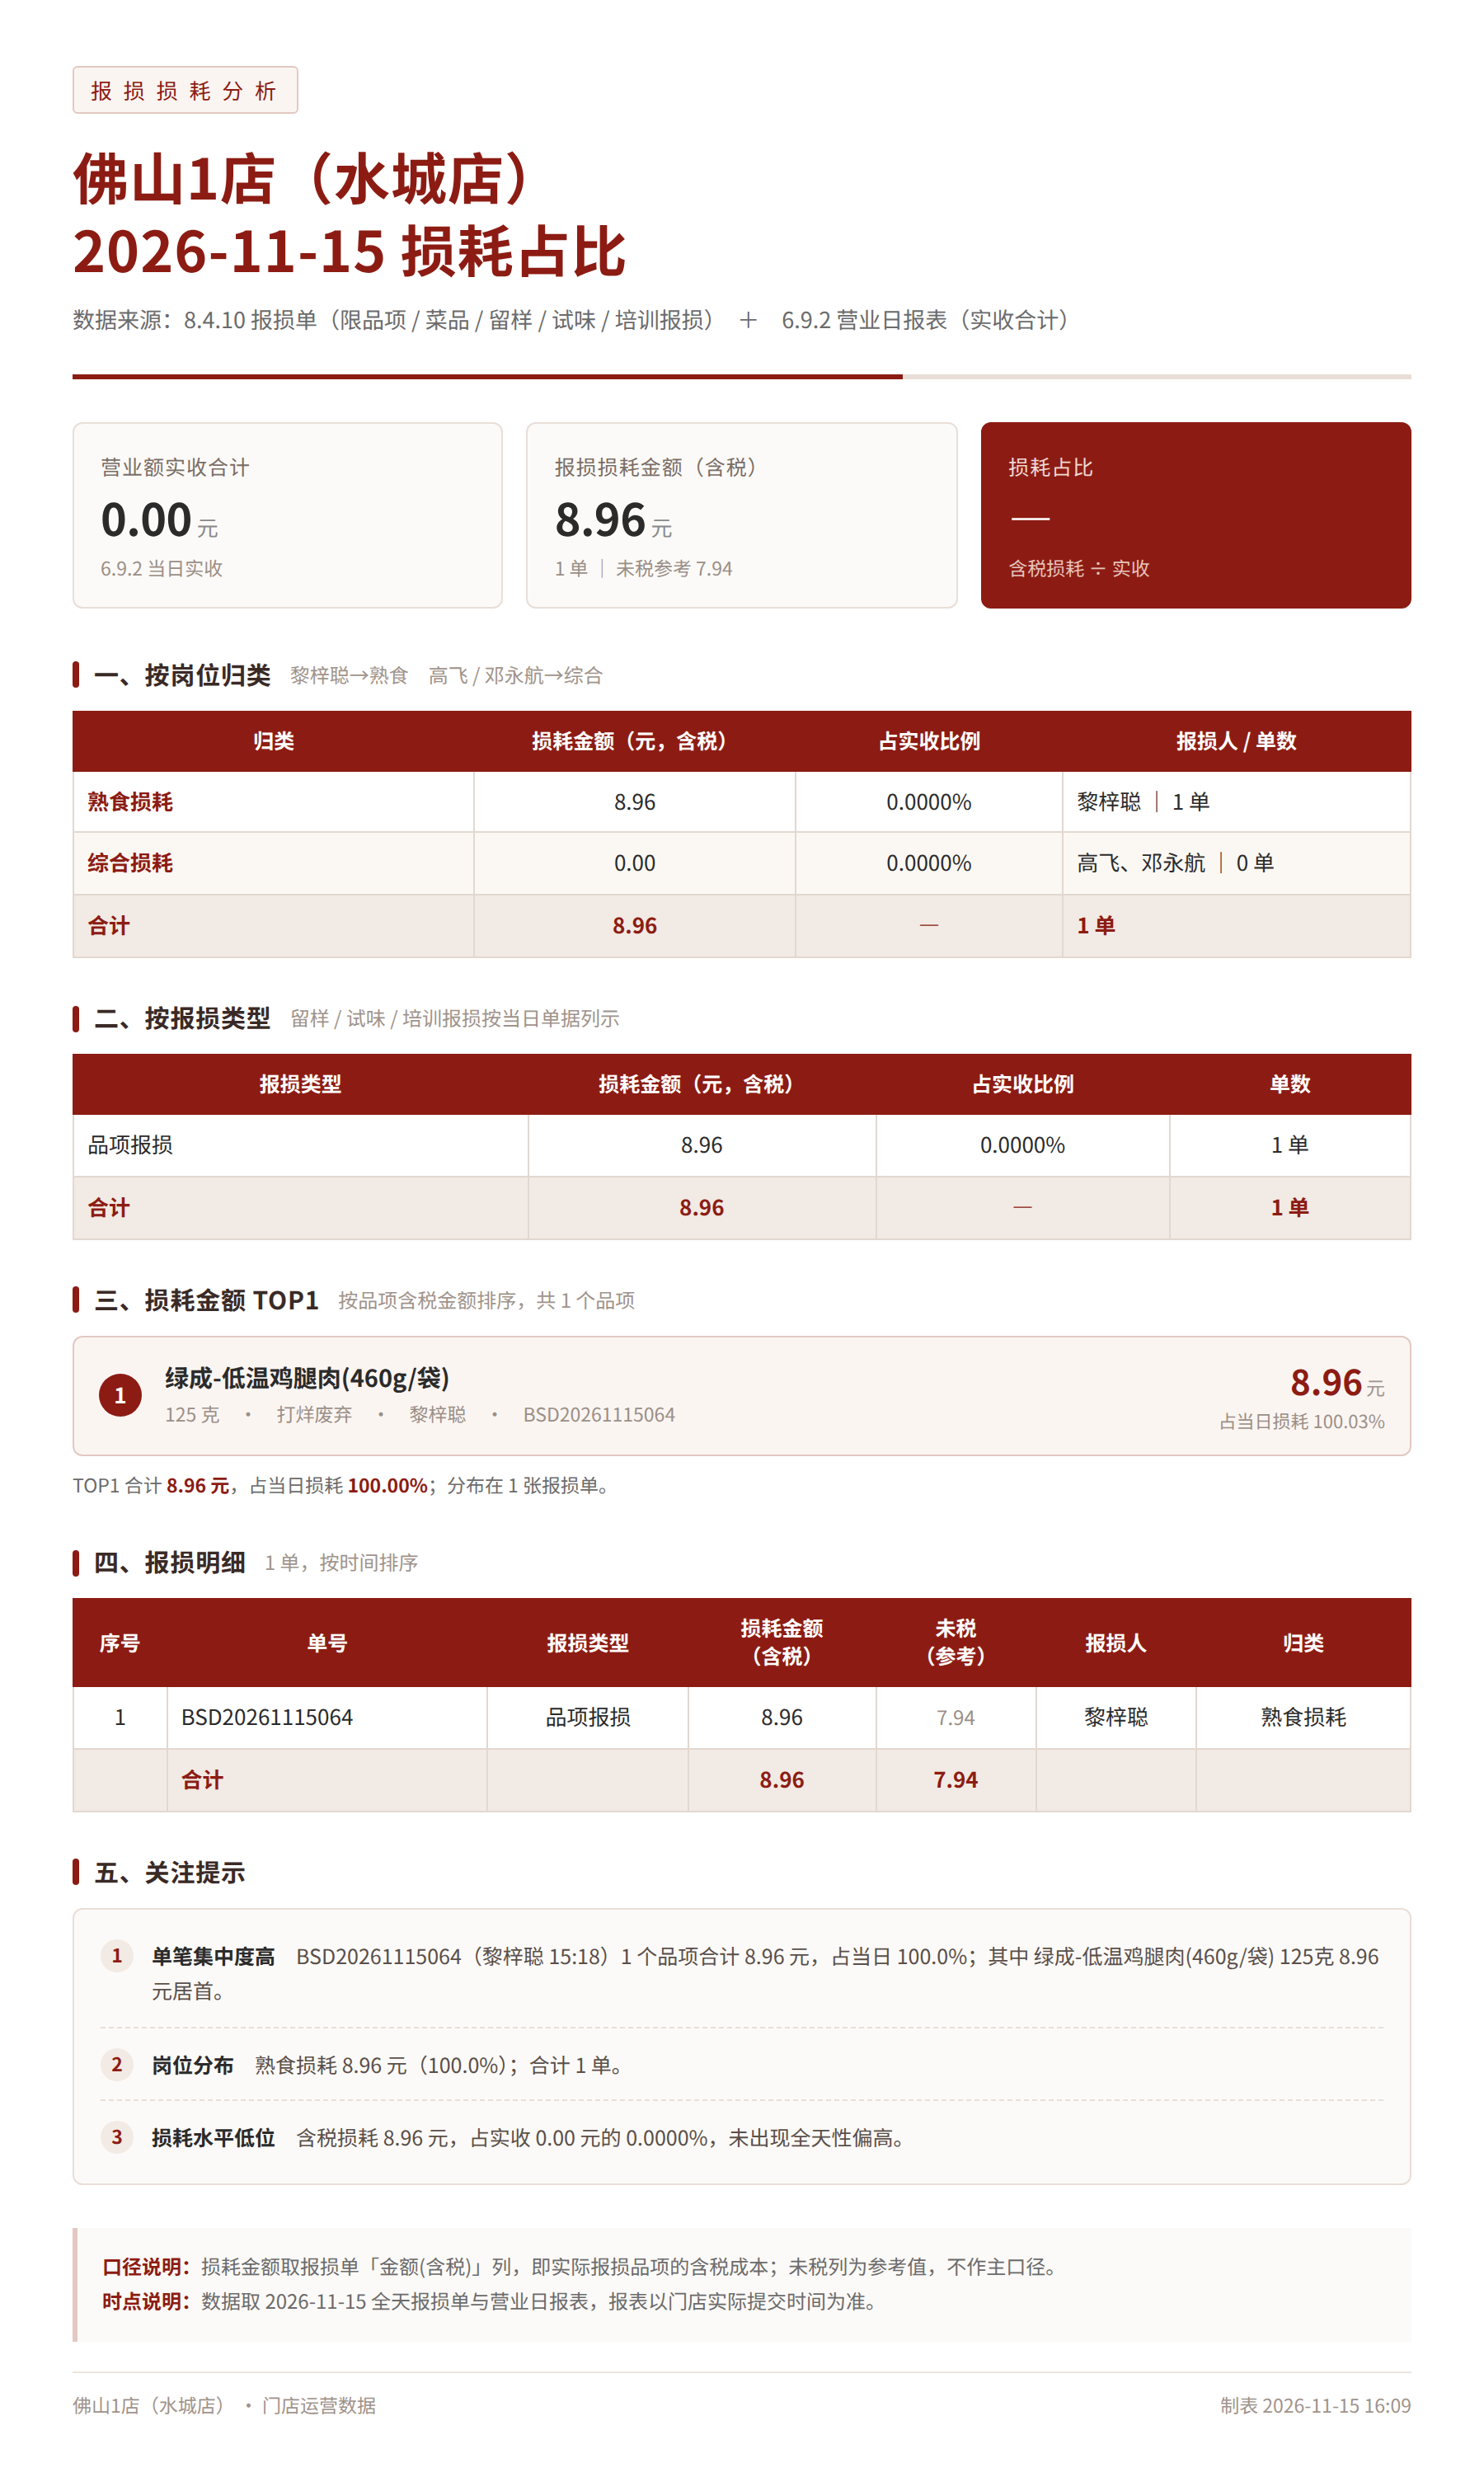 报损损耗分析
佛山1店（水城店）
2026-11-15 损耗占比
数据来源：8.4.10 报损单（限品项 / 菜品 / 留样 / 试味 / 培训报损） ＋ 6.9.2 营业日报表（实收合计）
营业额实收合计
0.00 元
6.9.2 当日实收
报损损耗金额（含税）
8.96 元
1 单 ｜ 未税参考 7.94
损耗占比
—
含税损耗 ÷ 实收
一、按岗位归类 黎梓聪→熟食 高飞 / 邓永航→综合
归类 损耗金额（元，含税） 占实收比例 报损人 / 单数
熟食损耗 8.96 0.0000% 黎梓聪 ｜ 1 单
综合损耗 0.00 0.0000% 高飞、邓永航 ｜ 0 单
合计 8.96 — 1 单
二、按报损类型 留样 / 试味 / 培训报损按当日单据列示
报损类型 损耗金额（元，含税） 占实收比例 单数
品项报损 8.96 0.0000% 1 单
合计 8.96 — 1 单
三、损耗金额 TOP1 按品项含税金额排序，共 1 个品项
1 绿成-低温鸡腿肉(460g/袋) 8.96 元
125 克 · 打烊废弃 · 黎梓聪 · BSD20261115064 占当日损耗 100.03%
TOP1 合计 8.96 元，占当日损耗 100.00%；分布在 1 张报损单。
四、报损明细 1 单，按时间排序
序号 单号 报损类型 损耗金额（含税） 未税（参考） 报损人 归类
1 BSD20261115064 品项报损 8.96 7.94 黎梓聪 熟食损耗
合计 8.96 7.94
五、关注提示
1 单笔集中度高 BSD20261115064（黎梓聪 15:18）1 个品项合计 8.96 元，占当日 100.0%；其中 绿成-低温鸡腿肉(460g/袋) 125克 8.96
元居首。
2 岗位分布 熟食损耗 8.96 元（100.0%）；合计 1 单。
3 损耗水平低位 含税损耗 8.96 元，占实收 0.00 元的 0.0000%，未出现全天性偏高。
口径说明：损耗金额取报损单「金额(含税)」列，即实际报损品项的含税成本；未税列为参考值，不作主口径。
时点说明：数据取 2026-11-15 全天报损单与营业日报表，报表以门店实际提交时间为准。
佛山1店（水城店） · 门店运营数据 制表 2026-11-15 16:09